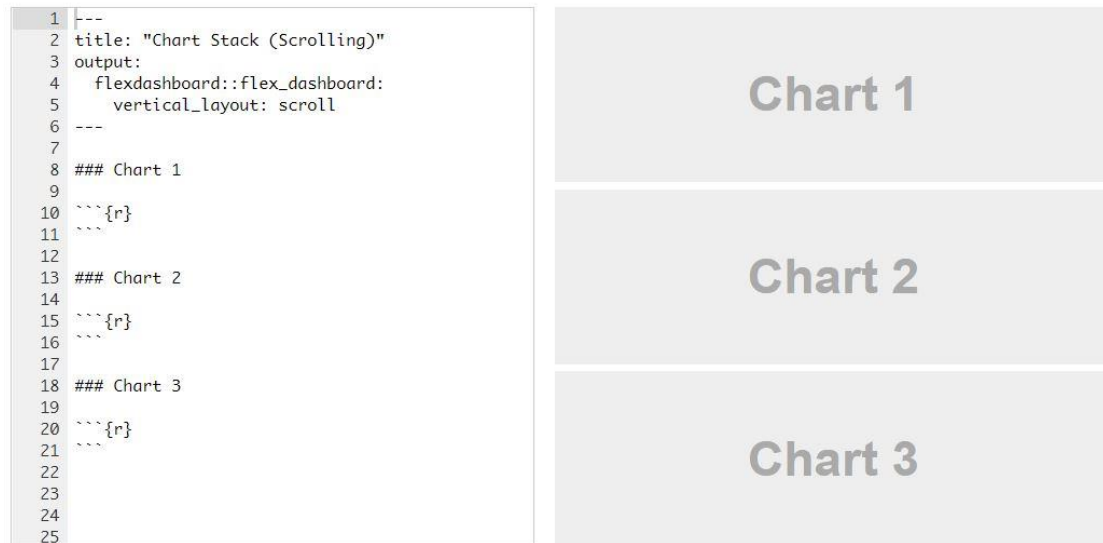 1 ---
2 title: "Chart Stack (Scrolling)"
3 output:
4   flexdashboard::flex_dashboard:
5     vertical_layout: scroll
6 ---
7
8 ### Chart 1
9
10 ```{r}
11 ```
12
13 ### Chart 2
14
15 ```{r}
16 ```
17
18 ### Chart 3
19
20 ```{r}
21 ```
22
23
24
25
Chart 1
Chart 2
Chart 3